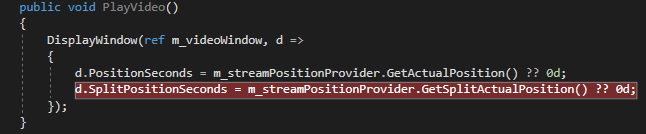 public void PlayVideo()
{
DisplayWindow(ref m_videoWindow, d =>
{
d.PositionSeconds = m_streamPositionProvider.GetActualPosition() ?? 0d;
d.SplitPositionSeconds = m_streamPositionProvider.GetSplitActualPosition() ?? 0d;
});
}